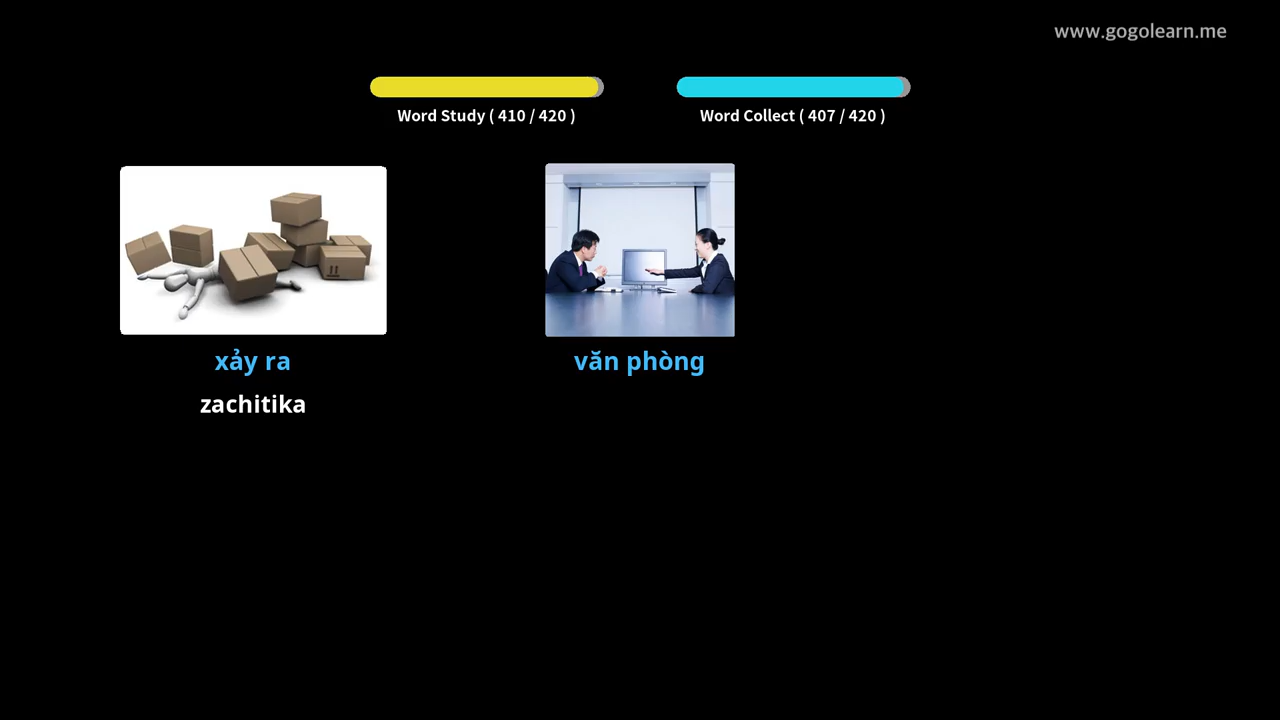 www.gogolearn.me
Word Study ( 410 / 420 )
Word Collect ( 407 / 420 )
xảy ra
văn phòng
zachitika